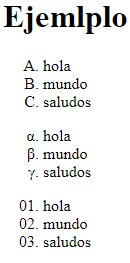 Ejemlplo
A. hola
B. mundo
C. saludos
α. hola
β. mundo
γ. saludos
01. hola
02. mundo
03. saludos